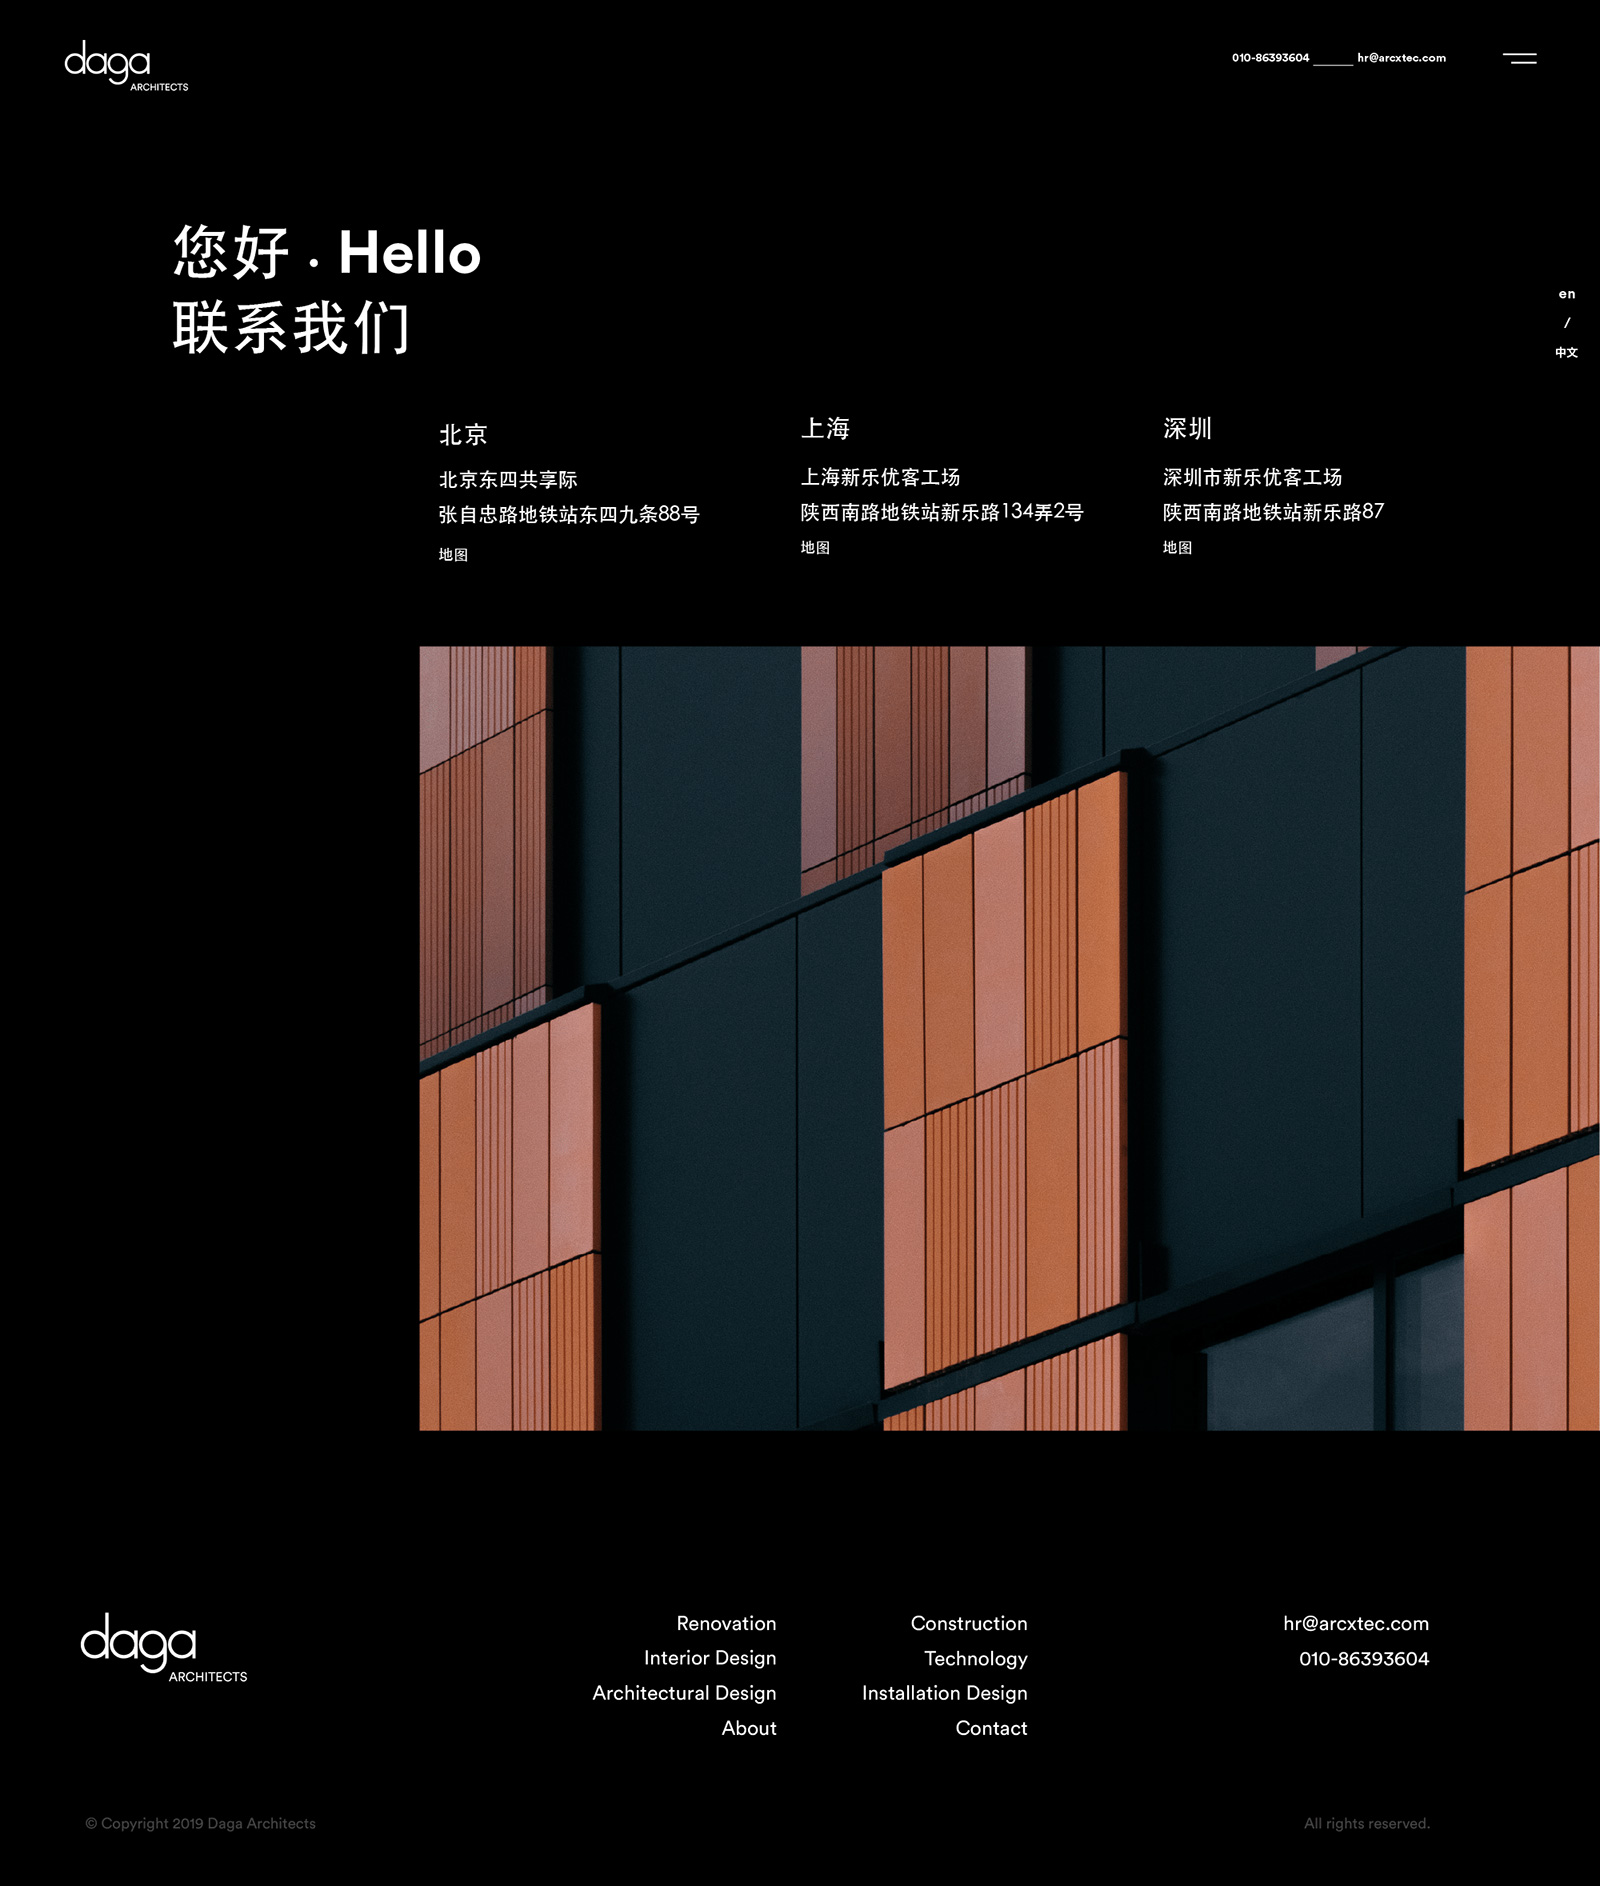 daga
ARCHITECTS
010-86393604 hr@arcxtec.com
您好 . Hello
联系我们
en
/
中文
北京
北京东四共享际
张自忠路地铁站东四九条88号
地图
上海
上海新乐优客工场
陕西南路地铁站新乐路134弄2号
地图
深圳
深圳市新乐优客工场
陕西南路地铁站新乐路87
地图
daga
ARCHITECTS
Renovation
Interior Design
Architectural Design
About
Construction
Technology
Installation Design
Contact
hr@arcxtec.com
010-86393604
© Copyright 2019 Daga Architects
All rights reserved.